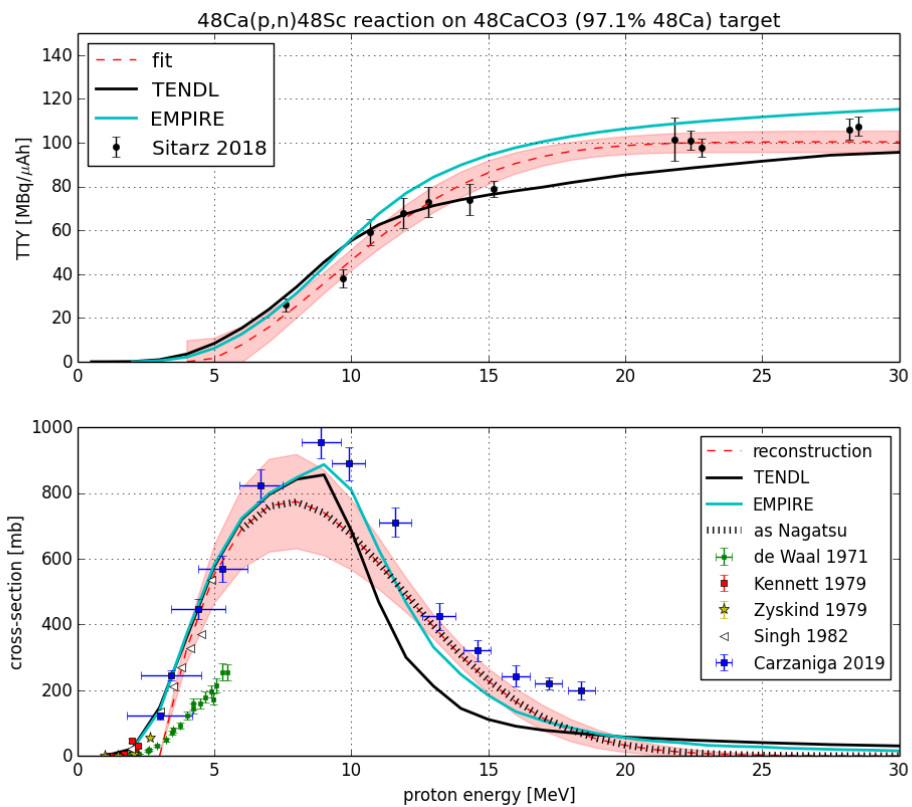 48Ca(p,n)48Sc reaction on 48CaCO3 (97.1% 48Ca) target
TTY [MBq/μAh]
140
120
100
80
60
40
20
0
fit
TENDL
EMPIRE
Sitarz 2018
0 5 10 15 20 25 30
cross-section [mb]
1000
800
600
400
200
0
reconstruction
TENDL
EMPIRE
as Nagatsu
de Waal 1971
Kennett 1979
Zyskind 1979
Singh 1982
Carzaniga 2019
0 5 10 15 20 25 30
proton energy [MeV]